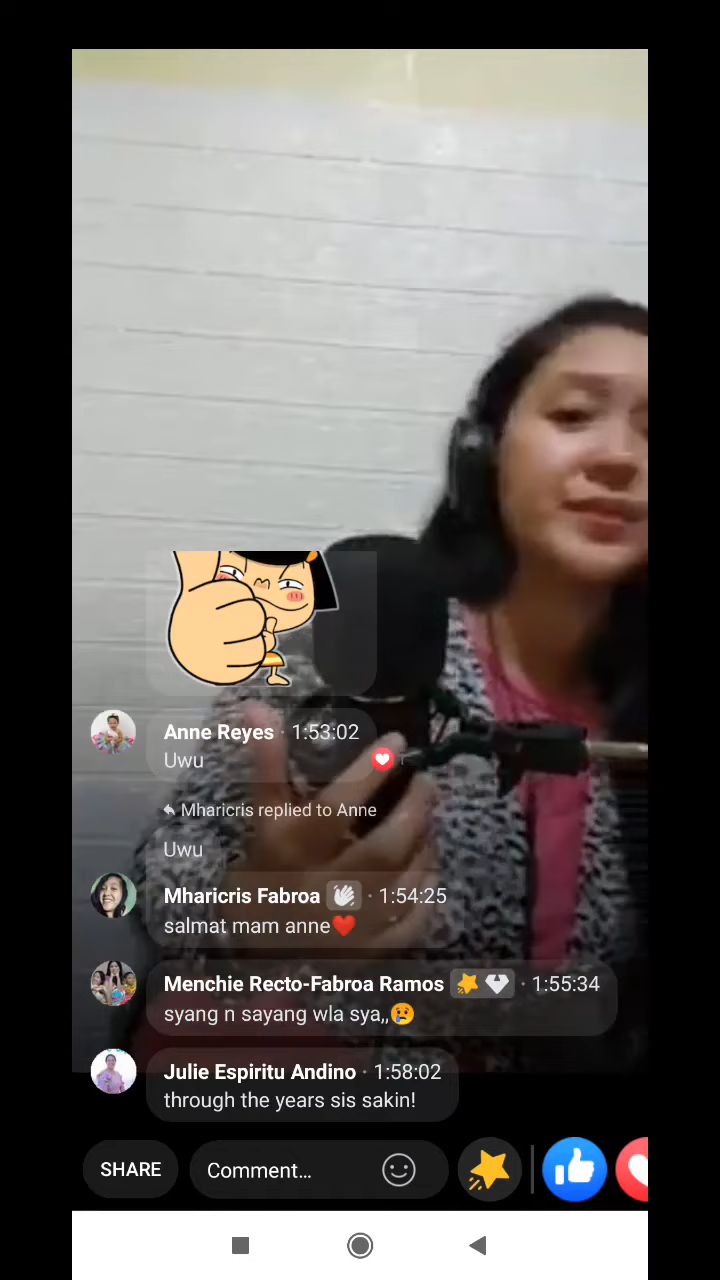 Anne Reyes · 1:53:02
Uwu
1
Mharicris replied to Anne
Uwu
Mharicris Fabroa · 1:54:25
salmat mam anne❤️
Menchie Recto-Fabroa Ramos · 1:55:34
syang n sayang wla sya,,😢
Julie Espiritu Andino · 1:58:02
through the years sis sakin!
SHARE
Comment...